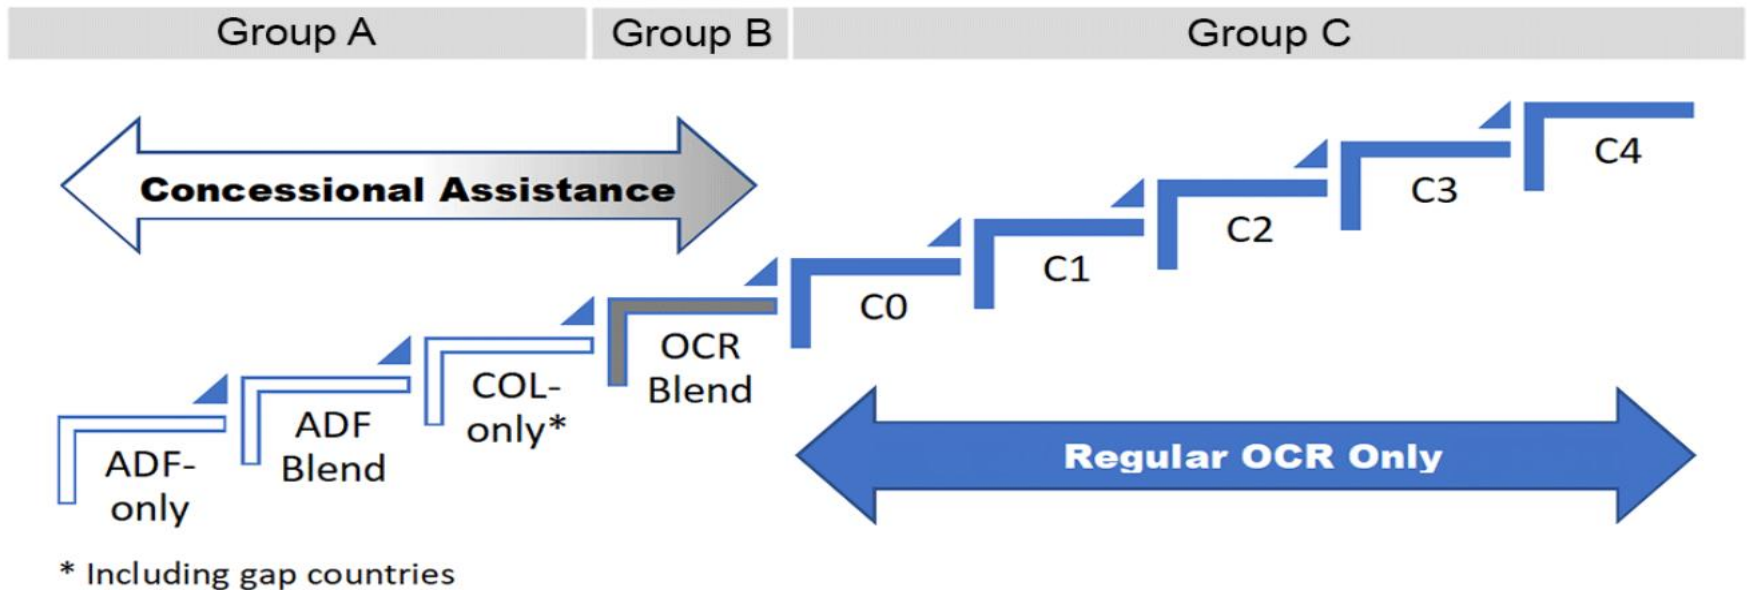 Group A
Group B
Group C
Concessional Assistance
ADF-
only
ADF
Blend
COL-
only*
OCR
Blend
C0
C1
C2
C3
C4
Regular OCR Only
* Including gap countries